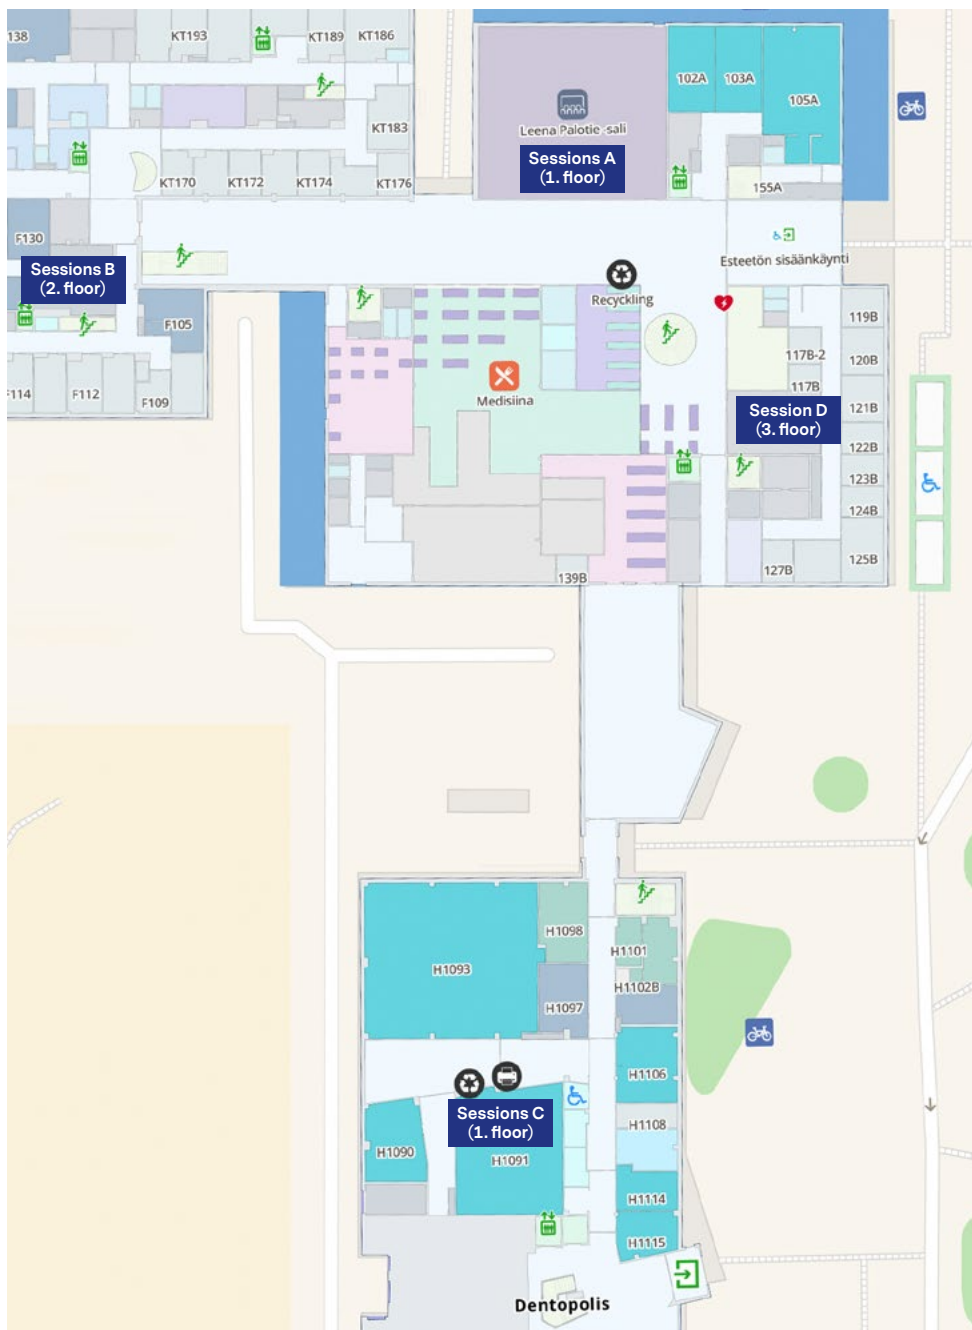 138
KT193
KT189
KT186
102A
103A
105A
Leena Palotie -sali
KT183
Sessions A
(1. floor)
KT170
KT172
KT174
KT176
155A
F130
Esteetön sisäänkäynti
Sessions B
(2. floor)
Recyckling
F105
119B
117B-2
120B
117B
F114
F112
F109
Medisiina
Session D
(3. floor)
121B
122B
123B
124B
125B
127B
139B
H1098
H1101
H1093
H1102B
H1097
H1106
Sessions C
(1. floor)
H1108
H1090
H1091
H1114
H1115
Dentopolis